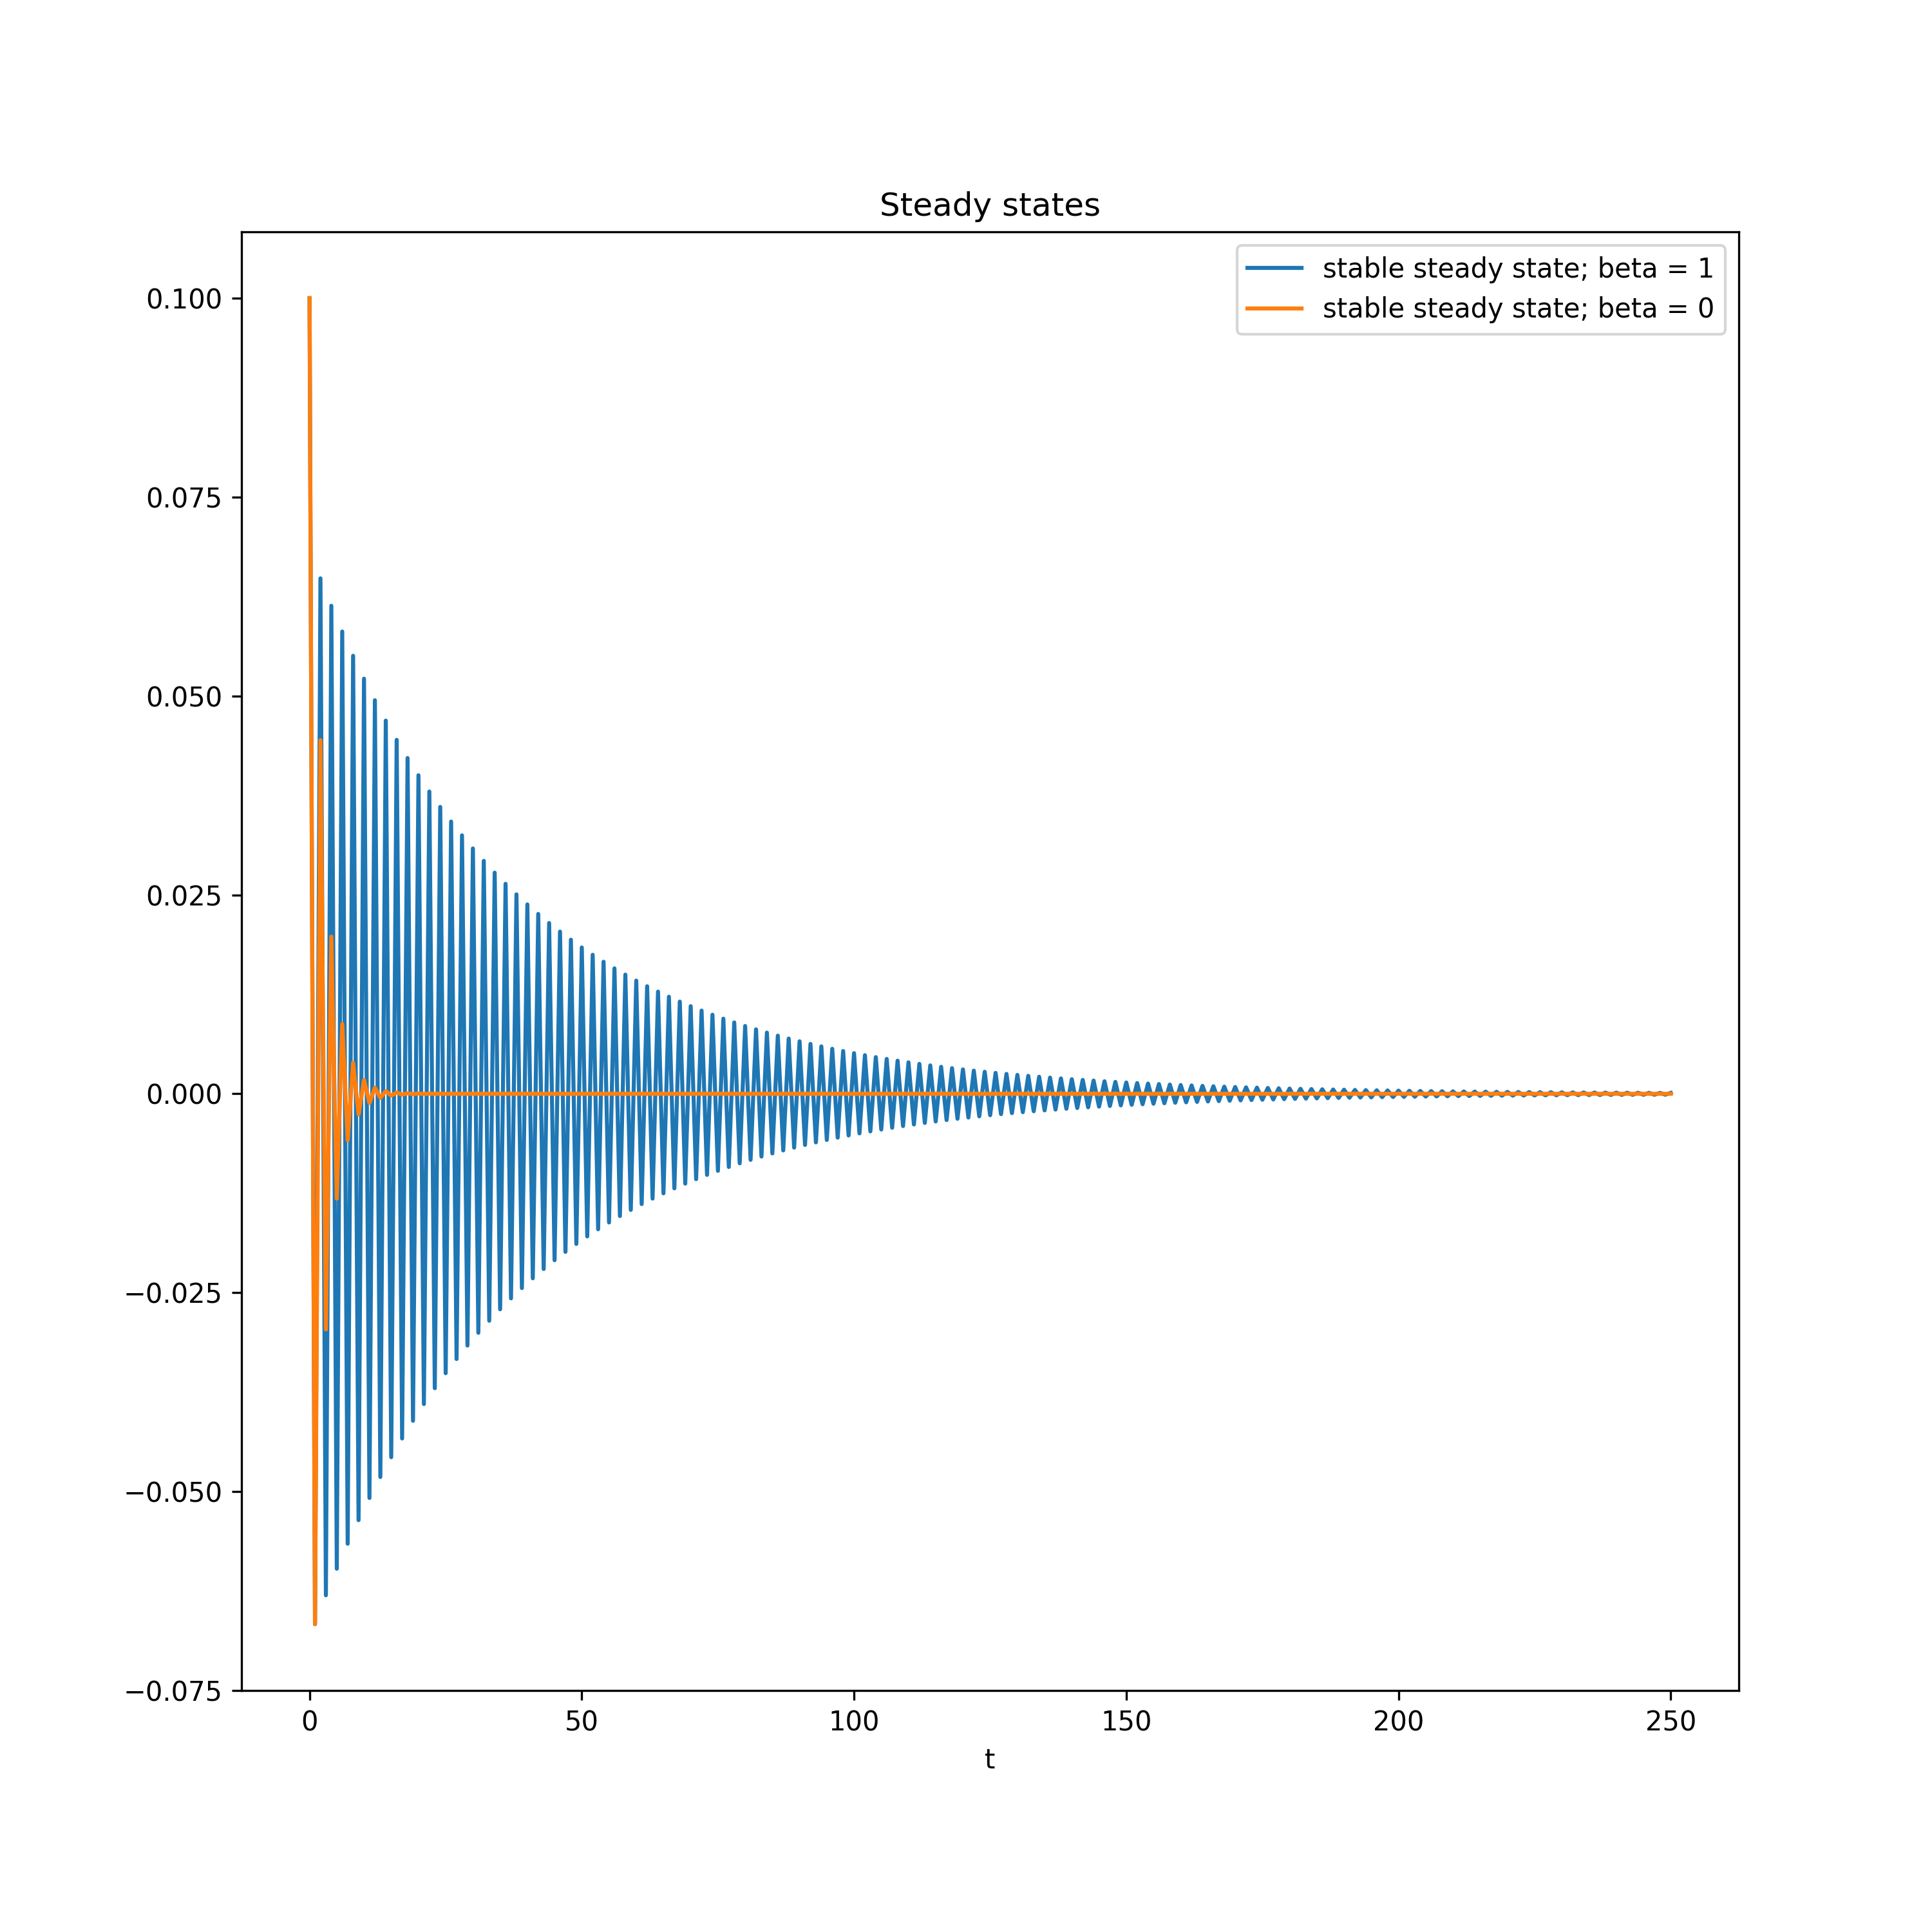 Steady states
stable steady state; beta = 1
stable steady state; beta = 0
0.100
0.075
0.050
0.025
0.000
−0.025
−0.050
−0.075
0 50 100 150 200 250
t